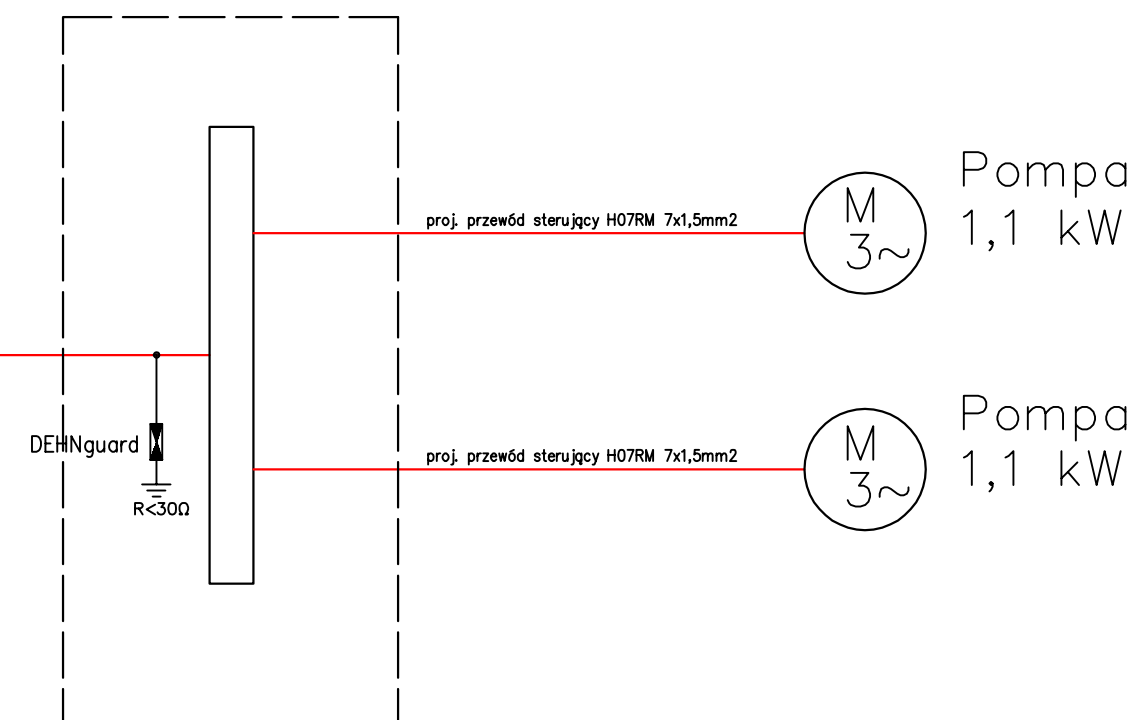 proj. przewód sterujący H07RM 7x1,5mm2
M
3~
Pompa
1,1 kW
DEHNguard
R<30Ω
proj. przewód sterujący H07RM 7x1,5mm2
M
3~
Pompa
1,1 kW